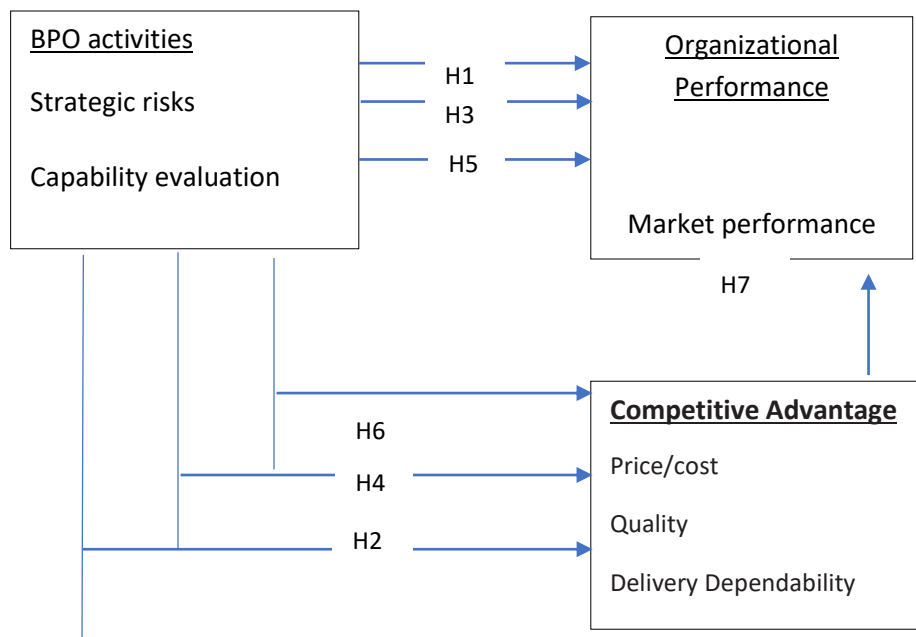 BPO activities
Strategic risks
Capability evaluation
H1
H3
H5
Organizational
Performance
Market performance
H7
H6
H4
H2
Competitive Advantage
Price/cost
Quality
Delivery Dependability